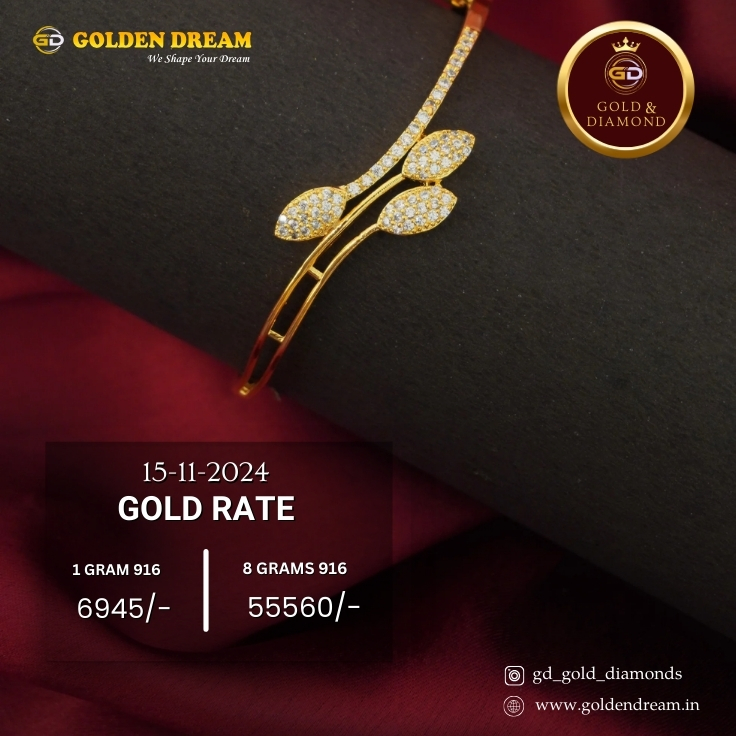 GD GOLDEN DREAM
We Shape Your Dream
GD
GOLD &
DIAMOND
15-11-2024
GOLD RATE
1 GRAM 916
6945/-
8 GRAMS 916
55560/-
gd_gold_diamonds
www.goldendream.in